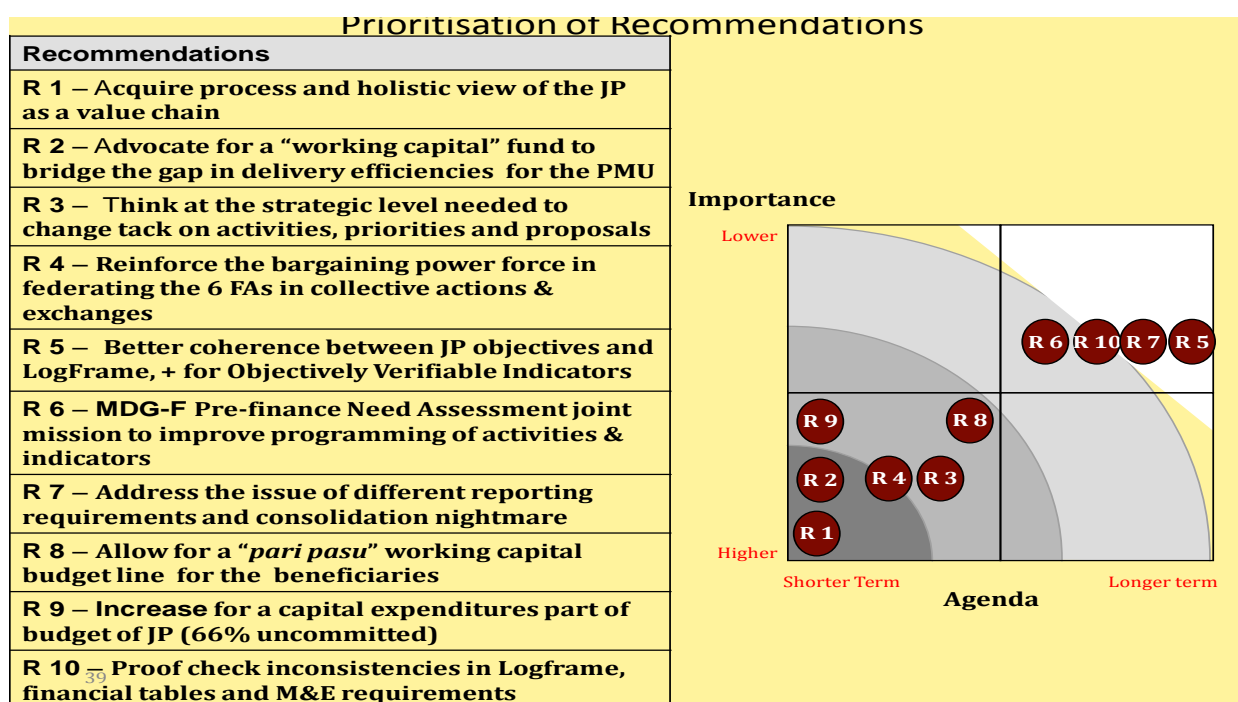 Prioritisation of Recommendations
Recommendations
R 1 – Acquire process and holistic view of the JP
as a value chain
R 2 – Advocate for a “working capital” fund to
bridge the gap in delivery efficiencies for the PMU
R 3 – Think at the strategic level needed to
change tack on activities, priorities and proposals
R 4 – Reinforce the bargaining power force in
federating the 6 FAs in collective actions &
exchanges
R 5 – Better coherence between JP objectives and
LogFrame, + for Objectively Verifiable Indicators
R 6 – MDG-F Pre-finance Need Assessment joint
mission to improve programming of activities &
indicators
R 7 – Address the issue of different reporting
requirements and consolidation nightmare
R 8 – Allow for a “pari pasu” working capital
budget line for the beneficiaries
R 9 – Increase for a capital expenditures part of
budget of JP (66% uncommitted)
R 10 – Proof check inconsistencies in Logframe,
financial tables and M&E requirements
39
Importance
Lower
R 6 R 10 R 7 R 5
R 9 R 8
R 2 R 4 R 3
R 1
Higher
Shorter Term Longer term
Agenda